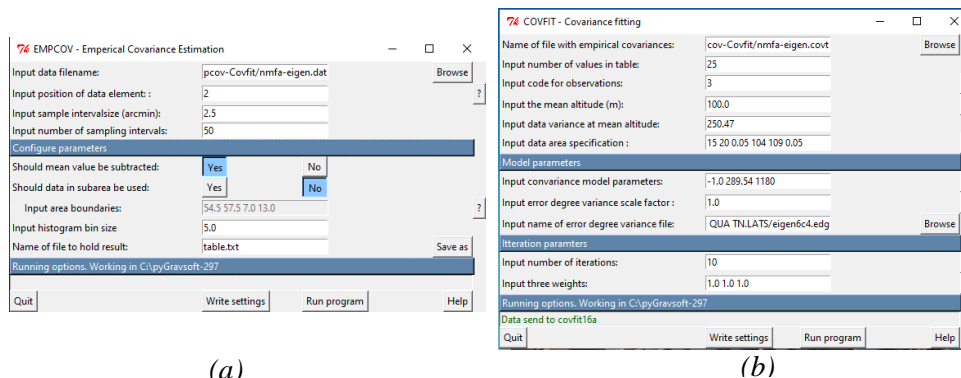 EMPCOV - Emperical Covariance Estimation
Input data filename: pcov-Covfit/nmfa-eigen.dat Browse
Input position of data element: : 2 ?
Input sample intervalsize (arcmin): 2.5
Input number of sampling intervals: 50
Configure parameters
Should mean value be subtracted: Yes No
Should data in subarea be used: Yes No
Input area boundaries: 54.5 57.5 7.0 13.0 ?
Input histogram bin size 5.0
Name of file to hold result: table.txt Save as
Running options. Working in C:\pyGravsoft-297
Quit Write settings Run program Help
(a)
COVFIT - Covariance fitting
Name of file with empirical covariances: cov-Covfit/nmfa-eigen.covt Browse
Input number of values in table: 25
Input code for observations: 3
Input the mean altitude (m): 100.0
Input data variance at mean altitude: 250.47
Input data area specification : 15 20 0.05 104 109 0.05
Model parameters
Input convariance model parameters: -1.0 289.54 1180
Input error degree variance scale factor : 1.0
Input name of error degree variance file: QUA TN.LATS/eigen6c4.edg Browse
Itteration paramters
Input number of iterations: 10
Input three weights: 1.0 1.0 1.0
Running options. Working in C:\pyGravsoft-297
Data send to covfit16a
Quit Write settings Run program Help
(b)